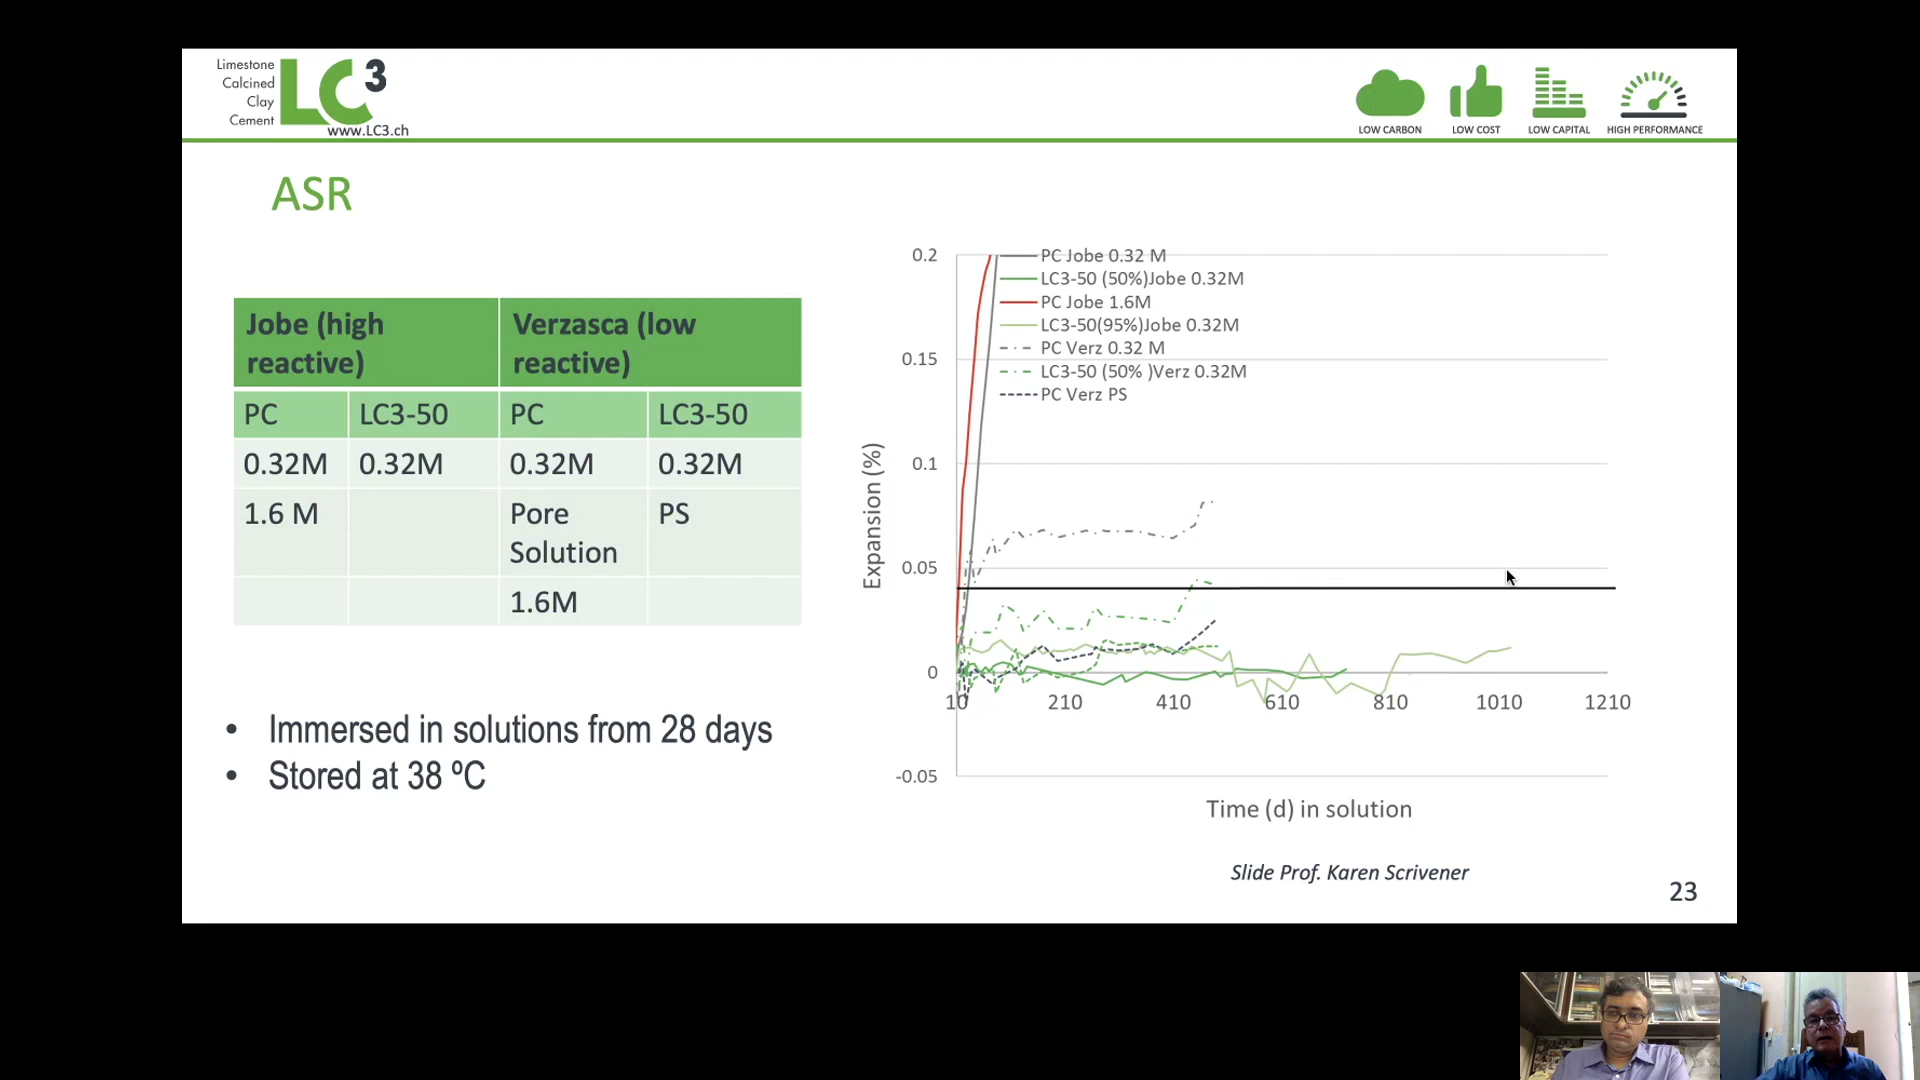 Limestone
Calcined
Clay
Cement
LC3
www.LC3.ch
LOW CARBON
LOW COST
LOW CAPITAL
HIGH PERFORMANCE
ASR
Jobe (high reactive) Verzasca (low reactive)
PC LC3-50 PC LC3-50
0.32M 0.32M 0.32M 0.32M
1.6 M Pore Solution PS
1.6M
• Immersed in solutions from 28 days
• Stored at 38 ºC
PC Jobe 0.32 M
LC3-50 (50%)Jobe 0.32M
PC Jobe 1.6M
LC3-50(95%)Jobe 0.32M
PC Verz 0.32 M
LC3-50 (50% )Verz 0.32M
PC Verz PS
Expansion (%)
0.2
0.15
0.1
0.05
0
-0.05
10 210 410 610 810 1010 1210
Time (d) in solution
Slide Prof. Karen Scrivener
23